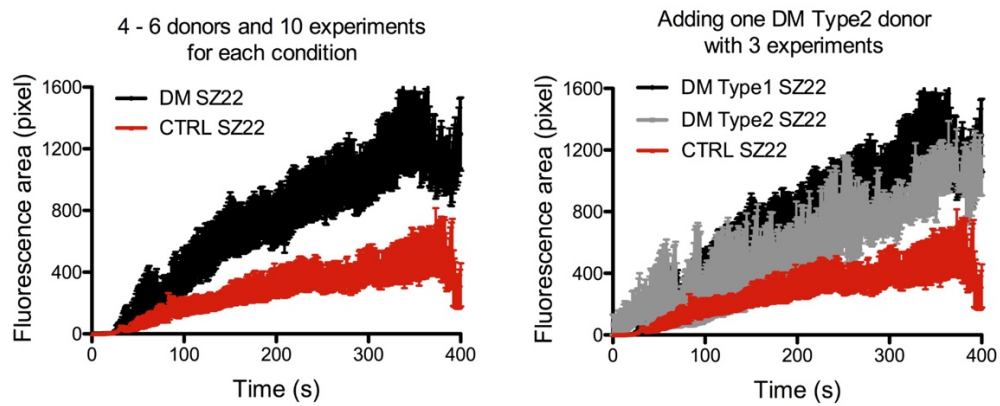 4 - 6 donors and 10 experiments
for each condition
DM SZ22
CTRL SZ22
Fluorescence area (pixel)
1600
1200
800
400
0
0
100
200
300
400
Time (s)
Adding one DM Type2 donor
with 3 experiments
DM Type1 SZ22
DM Type2 SZ22
CTRL SZ22
Fluorescence area (pixel)
1600
1200
800
400
0
0
100
200
300
400
Time (s)